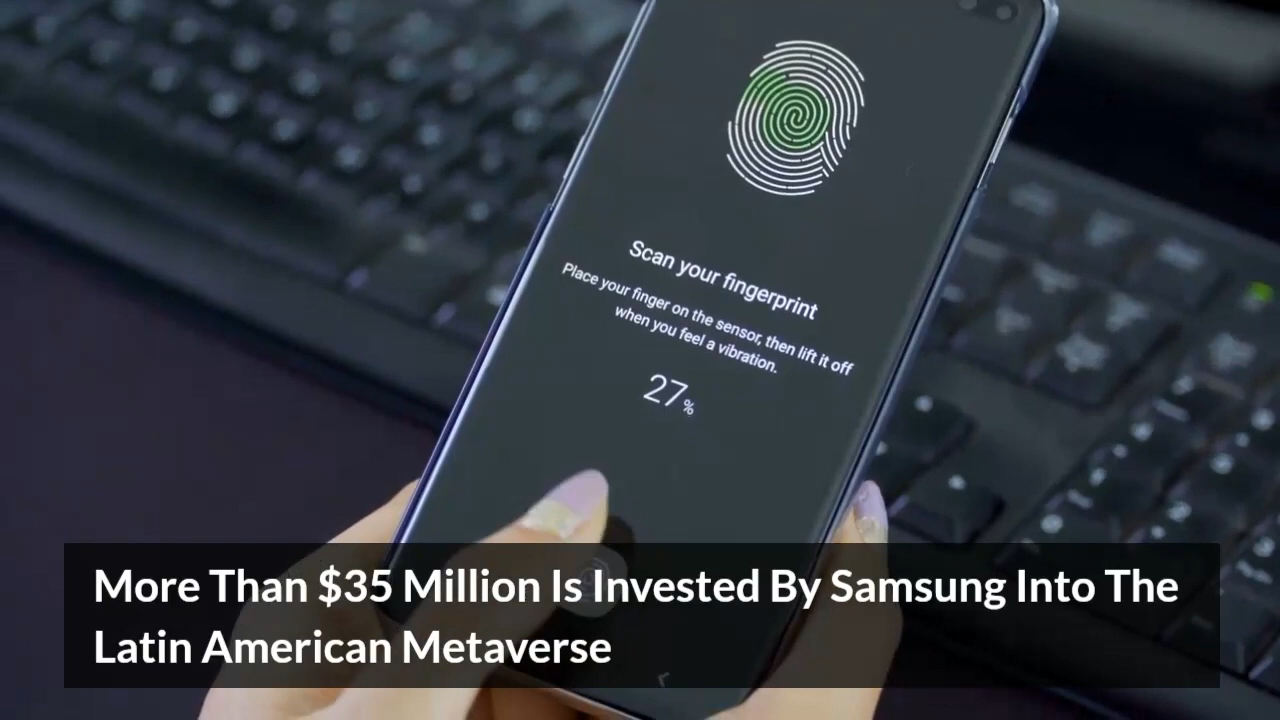 Scan your fingerprint
Place your finger on the sensor, then lift it off
when you feel a vibration.
27%
More Than $35 Million Is Invested By Samsung Into The
Latin American Metaverse